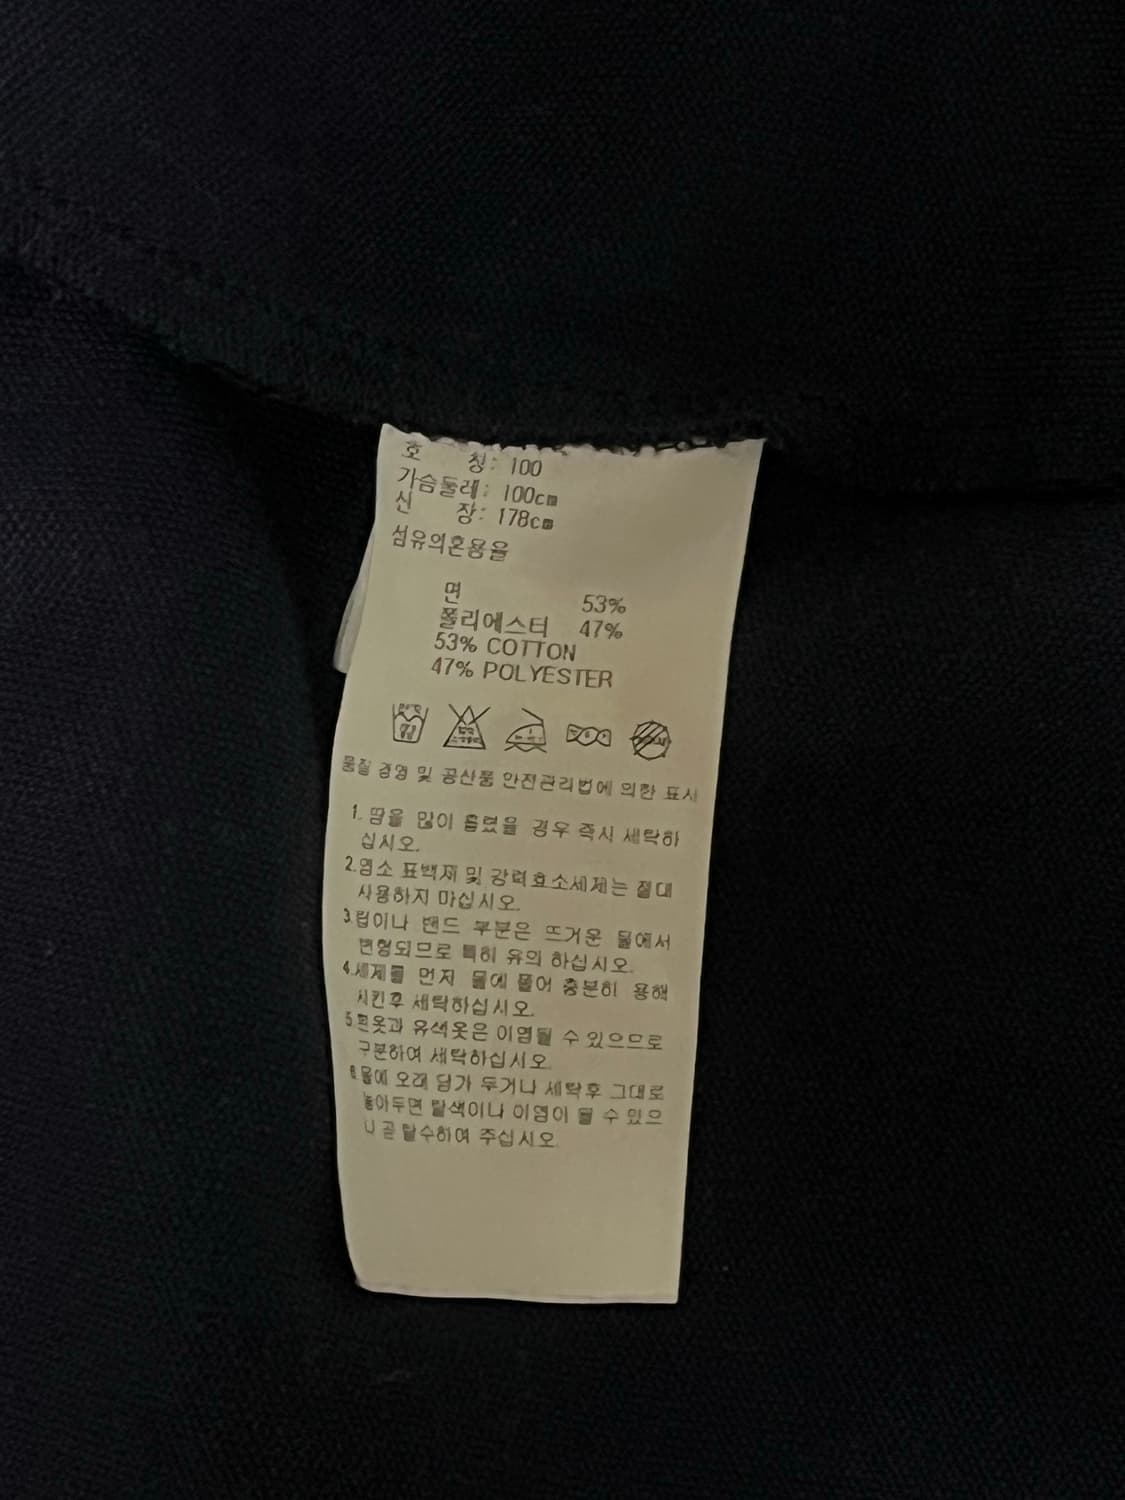 호 칭: 100
가슴둘레: 100cm
신 장: 178cm
섬유의혼용율
면 53%
폴리에스터 47%
53% COTTON
47% POLYESTER
품질 경영 및 공산품 안전관리법에 의한 표시
1. 땀을 많이 흘렸을 경우 즉시 세탁하
십시오.
2.염소 표백제 및 강력효소세제는 절대
사용하지 마십시오.
3.컵이나 밴드 부분은 뜨거운 물에서
변형되므로 특히 유의 하십시오.
4.세제를 먼저 물에 풀어 충분히 용해
시킨후 세탁하십시오.
5.흰옷과 유색옷은 이염될 수 있으므로
구분하여 세탁하십시오.
6.물에 오래 담가 두거나 세탁후 그대로
놓아두면 탈색이나 이염이 될 수 있으
니 곧 탈수하여 주십시오.